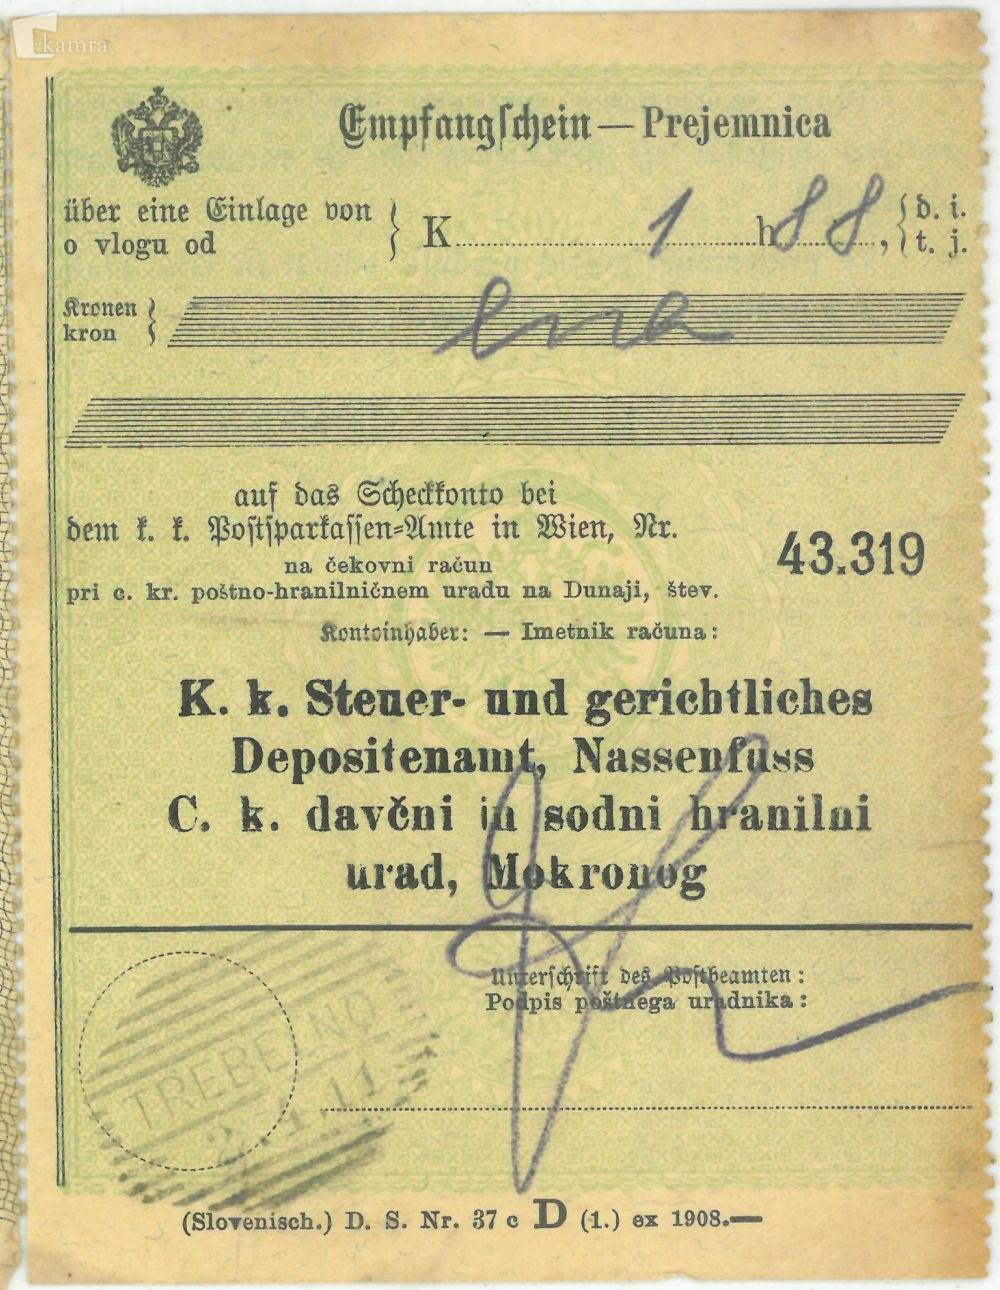 kamra
Empfangschein — Prejemnica
über eine Einlage von
o vlogu od
K 1 h 88,
d. i.
t. j.
Kronen
kron
ena
auf das Scheckkonto bei
dem k. k. Postsparkassen-Amte in Wien, Nr.
na čekovni račun
pri c. kr. poštno-hranilničnem uradu na Dunaji, štev.
43.319
Kontoinhaber: — Imetnik računa:
K. k. Steuer- und gerichtliches
Depositenamt, Nassenfuss
C. k. davčni in sodni hranilni
urad, Mokronog
Unterschrift des Postbeamten:
Podpis poštnega uradnika:
(Slovenisch.) D. S. Nr. 37 c D (1.) ex 1908.—